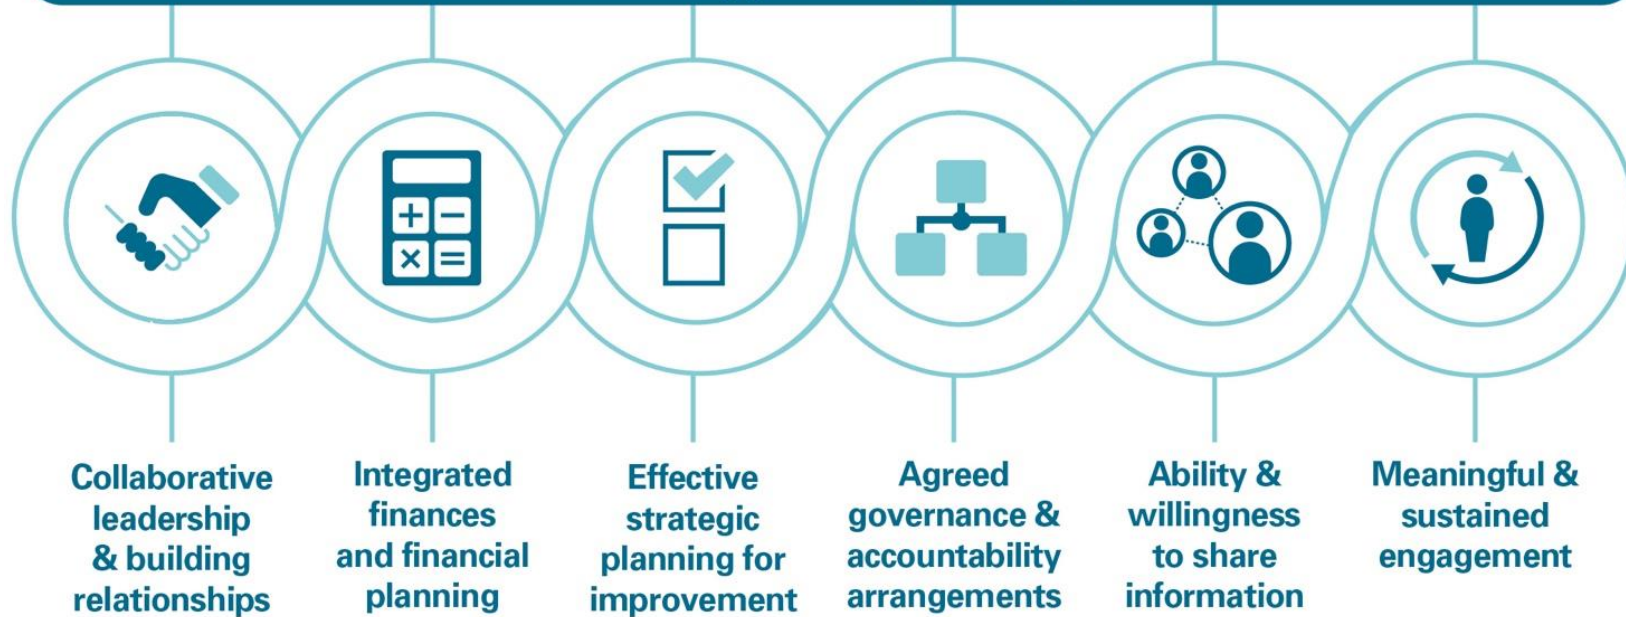 Collaborative
leadership
& building
relationships
Integrated
finances
and financial
planning
Effective
strategic
planning for
improvement
Agreed
governance &
accountability
arrangements
Ability &
willingness
to share
information
Meaningful &
sustained
engagement